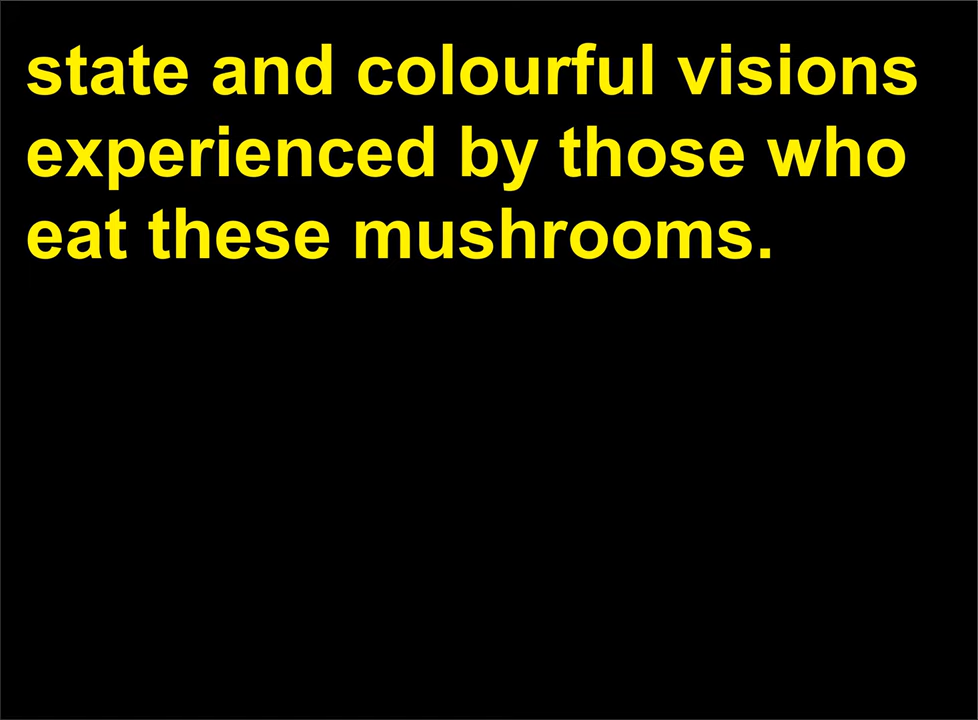 state and colourful visions
experienced by those who
eat these mushrooms.